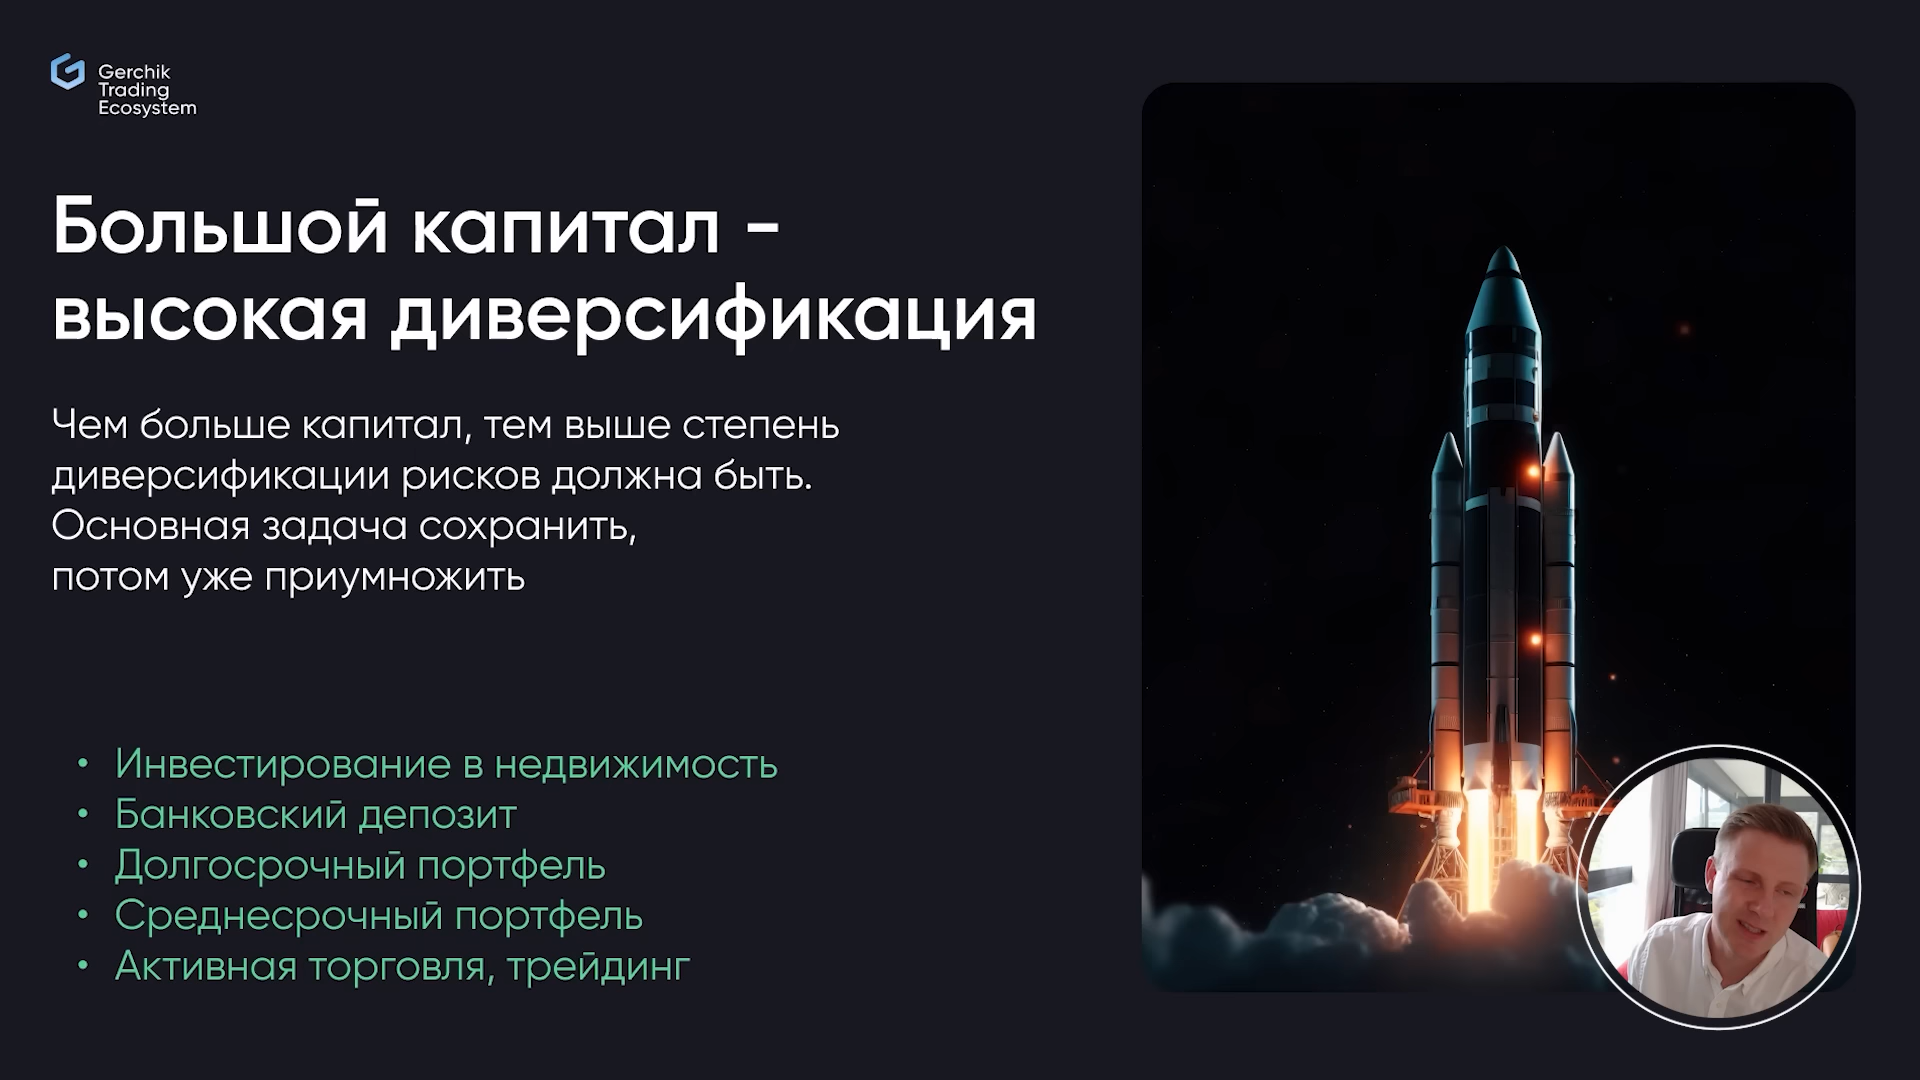 Gerchik
Trading
Ecosystem
Большой капитал -
высокая диверсификация
Чем больше капитал, тем выше степень
диверсификации рисков должна быть.
Основная задача сохранить,
потом уже приумножить
• Инвестирование в недвижимость
• Банковский депозит
• Долгосрочный портфель
• Среднесрочный портфель
• Активная торговля, трейдинг